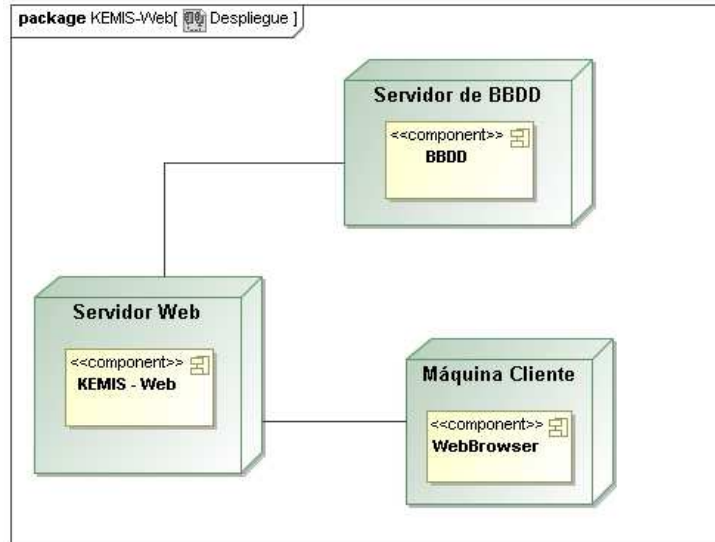 package KEMIS-Web[ Despliegue ]
Servidor de BBDD
<<component>>
BBDD
Servidor Web
<<component>>
KEMIS - Web
Máquina Cliente
<<component>>
WebBrowser